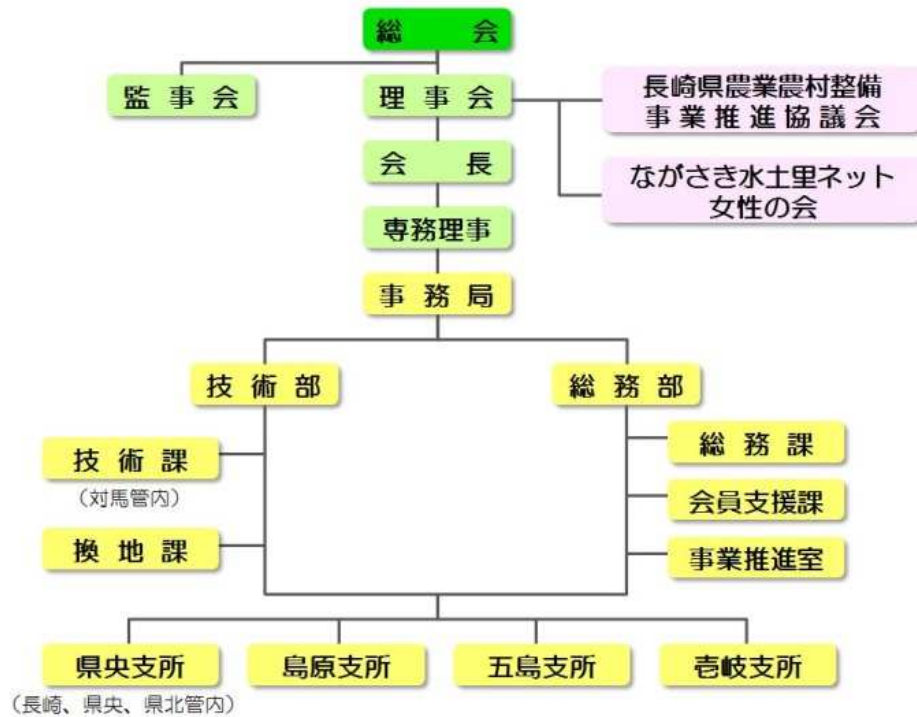 総会
監事会
理事会
長崎県農業農村整備
事業推進協議会
会長
ながさき水土里ネット
女性の会
専務理事
事務局
技術部
総務部
技術課
(対馬管内)
総務課
会員支援課
換地課
事業推進室
県央支所
島原支所
五島支所
壱岐支所
(長崎、県央、県北管内)